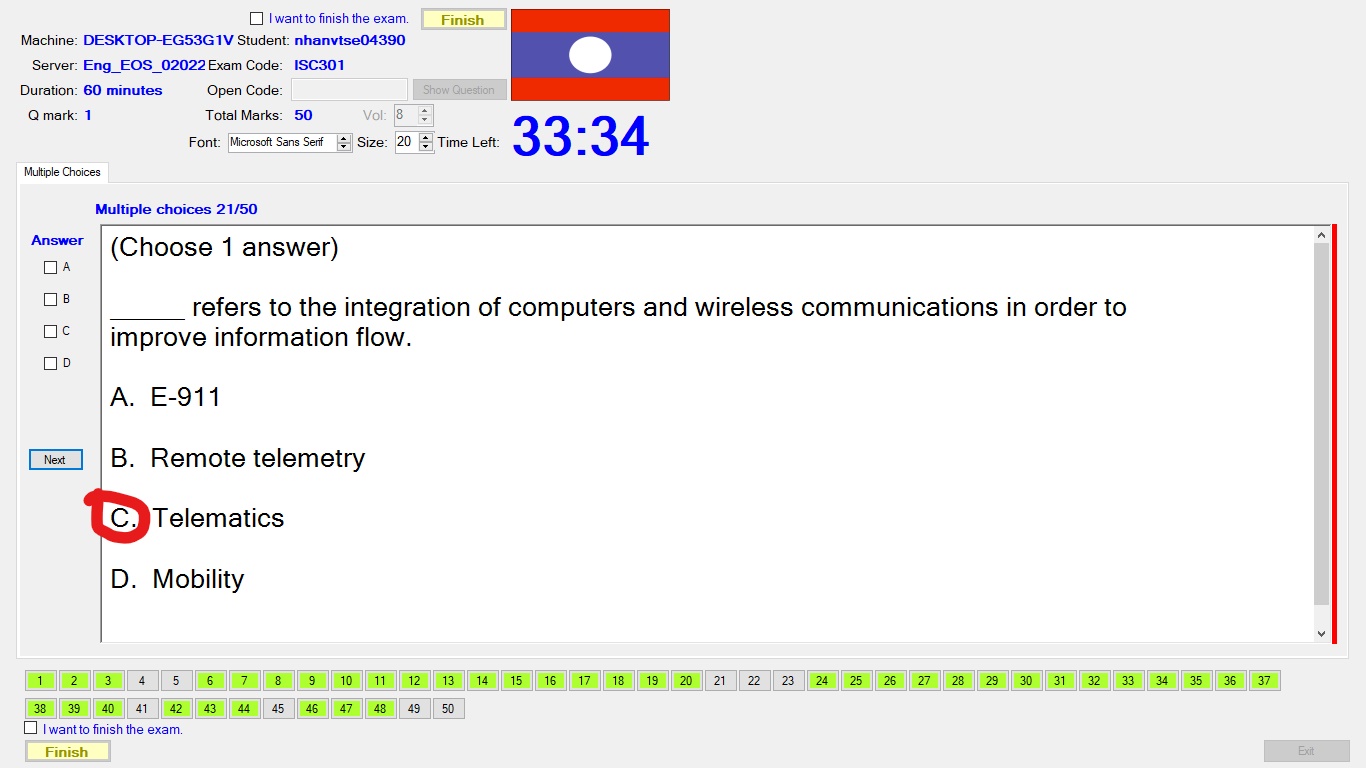 I want to finish the exam.
Finish
Machine: DESKTOP-EG53G1V Student: nhanvtse04390
Server: Eng_EOS_02022 Exam Code: ISC301
Duration: 60 minutes Open Code: Show Question
Q mark: 1 Total Marks: 50 Vol: 8
Font: Microsoft Sans Serif Size: 20 Time Left: 33:34
Multiple Choices
Multiple choices 21/50
Answer
A
B
C
D
Next
(Choose 1 answer)
______ refers to the integration of computers and wireless communications in order to
improve information flow.
A. E-911
B. Remote telemetry
C. Telematics
D. Mobility
1 2 3 4 5 6 7 8 9 10 11 12 13 14 15 16 17 18 19 20 21 22 23 24 25 26 27 28 29 30 31 32 33 34 35 36 37
38 39 40 41 42 43 44 45 46 47 48 49 50
I want to finish the exam.
Finish
Exit